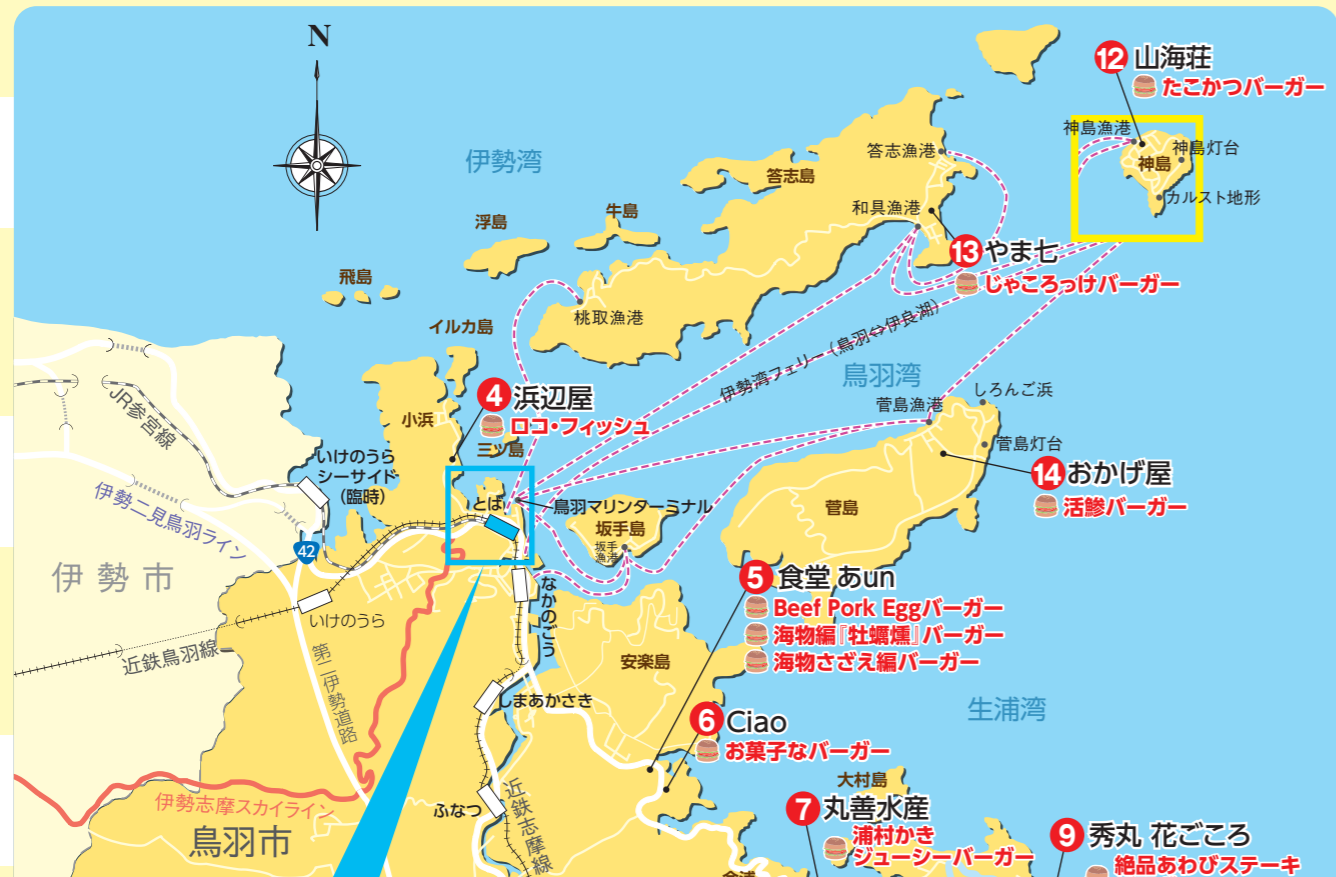 N
伊勢湾
12 山海荘
たこかつバーガー
神島漁港
神島灯台
神島
カルスト地形
答志漁港
答志島
和具漁港
13 やま七
じゃころっけバーガー
牛島
浮島
飛島
桃取漁港
イルカ島
伊勢湾フェリー(鳥羽⇔伊良湖)
鳥羽湾
4 浜辺屋
ロコ・フィッシュ
小浜
三ツ島
しろんご浜
菅島漁港
菅島灯台
14 おかげ屋
活鯵バーガー
菅島
JR参宮線
いけのうら
シーサイド
(臨時)
伊勢二見鳥羽ライン
42
とば
鳥羽マリンターミナル
坂手島
坂手
漁港
伊勢市
いけのうら
近鉄鳥羽線
第二伊勢道路
なかのごう
5 食堂 あun
Beef Pork Eggバーガー
海物編『牡蠣燻』バーガー
海物さざえ編バーガー
安楽島
しまあかさき
生浦湾
6 Ciao
お菓子なバーガー
大村島
7 丸善水産
浦村かき
ジューシーバーガー
9 秀丸 花ごころ
絶品あわびステーキ
伊勢志摩スカイライン
鳥羽市
ふなつ
近鉄志摩線